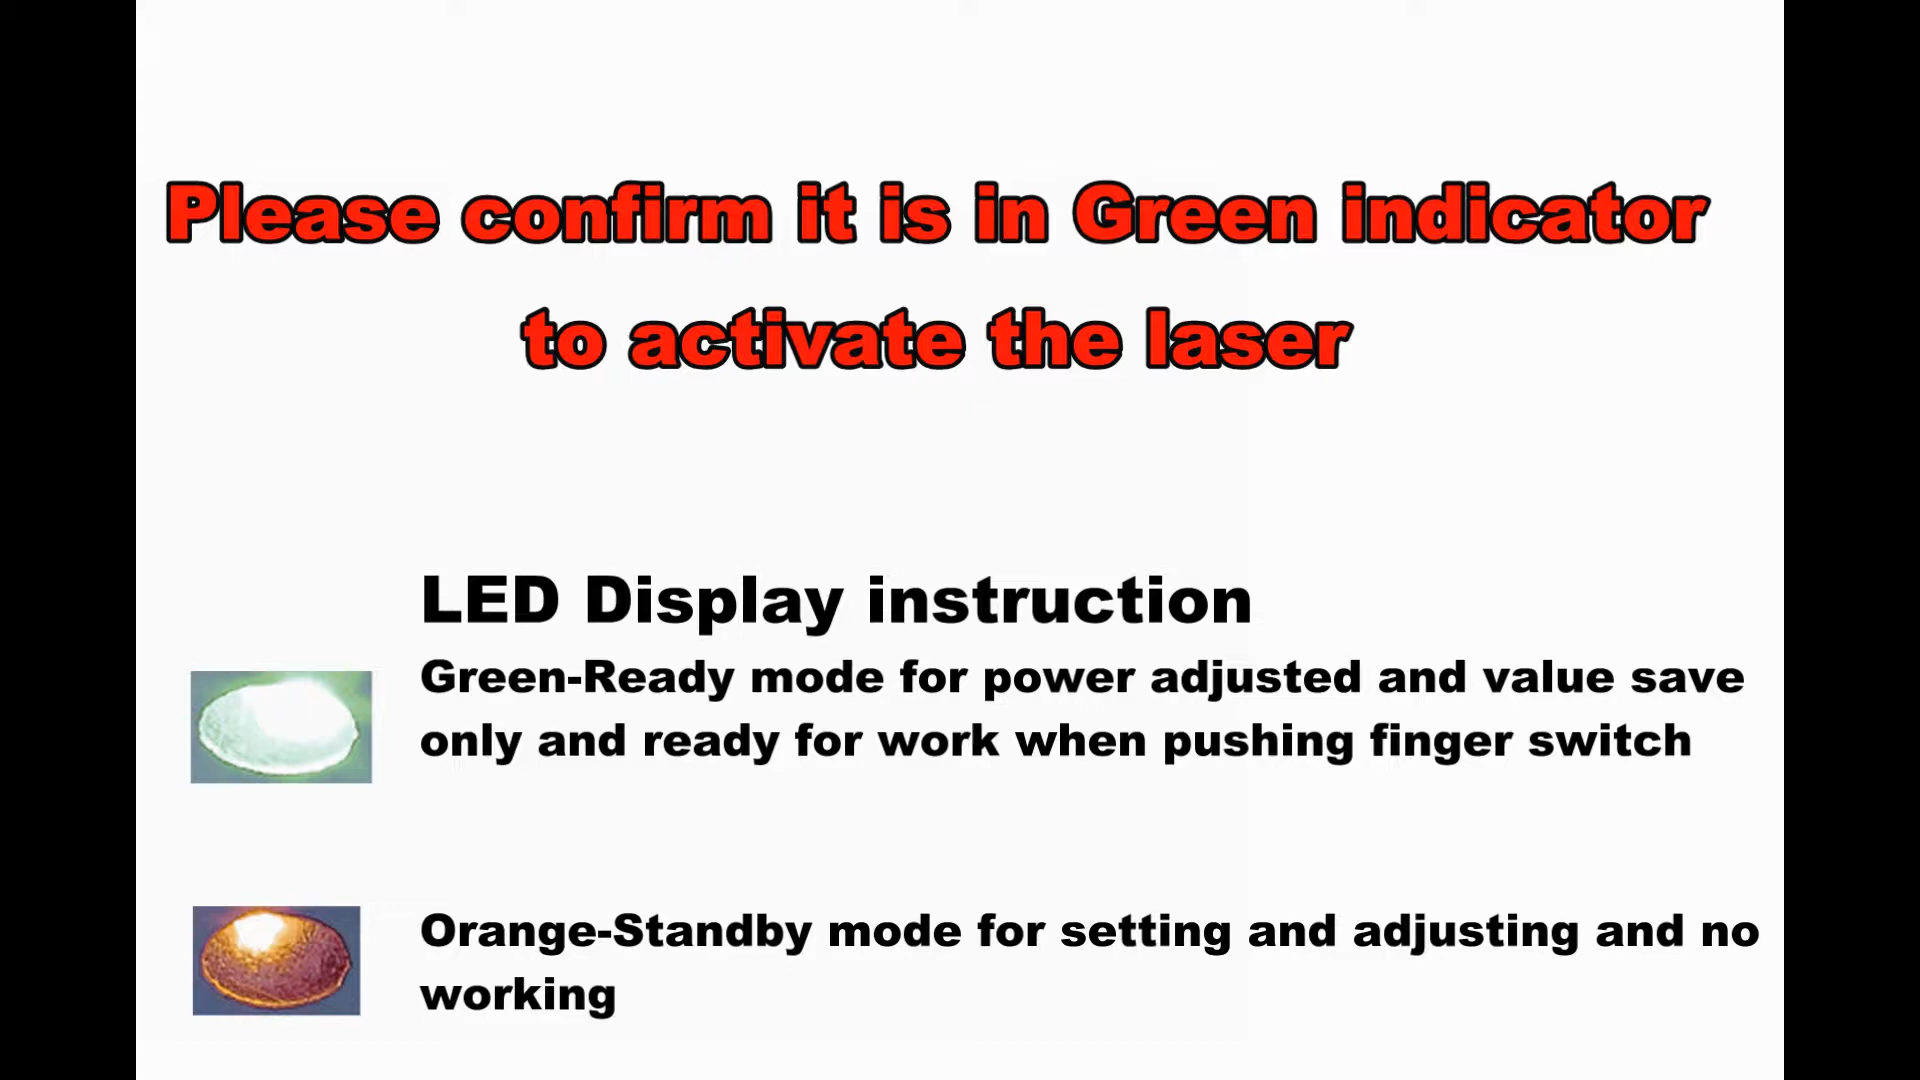 Please confirm it is in Green indicator
to activate the laser
LED Display instruction
Green-Ready mode for power adjusted and value save
only and ready for work when pushing finger switch
Orange-Standby mode for setting and adjusting and no
working